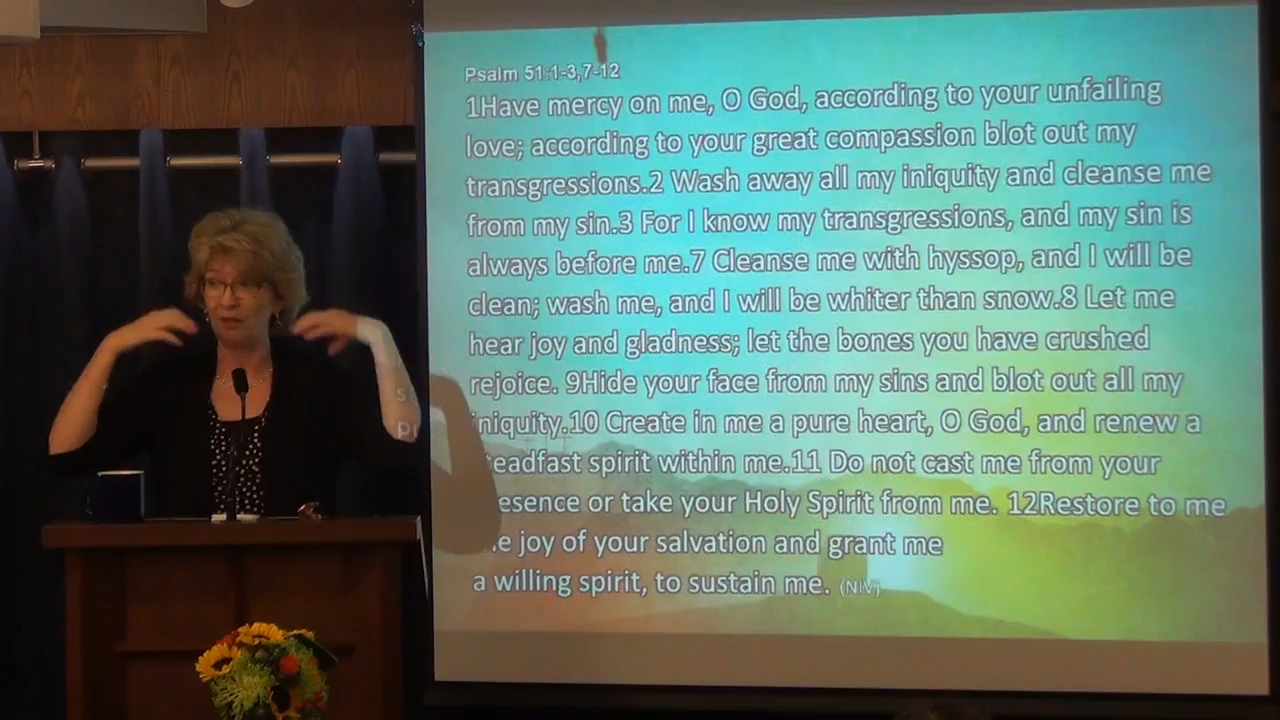 Psalm 51:1-3,7-12
1Have mercy on me, O God, according to your unfailing
love; according to your great compassion blot out my
transgressions.2 Wash away all my iniquity and cleanse me
from my sin.3 For I know my transgressions, and my sin is
always before me.7 Cleanse me with hyssop, and I will be
clean; wash me, and I will be whiter than snow.8 Let me
hear joy and gladness; let the bones you have crushed
rejoice. 9Hide your face from my sins and blot out all my
iniquity.10 Create in me a pure heart, O God, and renew a
steadfast spirit within me.11 Do not cast me from your
presence or take your Holy Spirit from me. 12Restore to me
joy of your salvation and grant me
a willing spirit, to sustain me. (NIV)